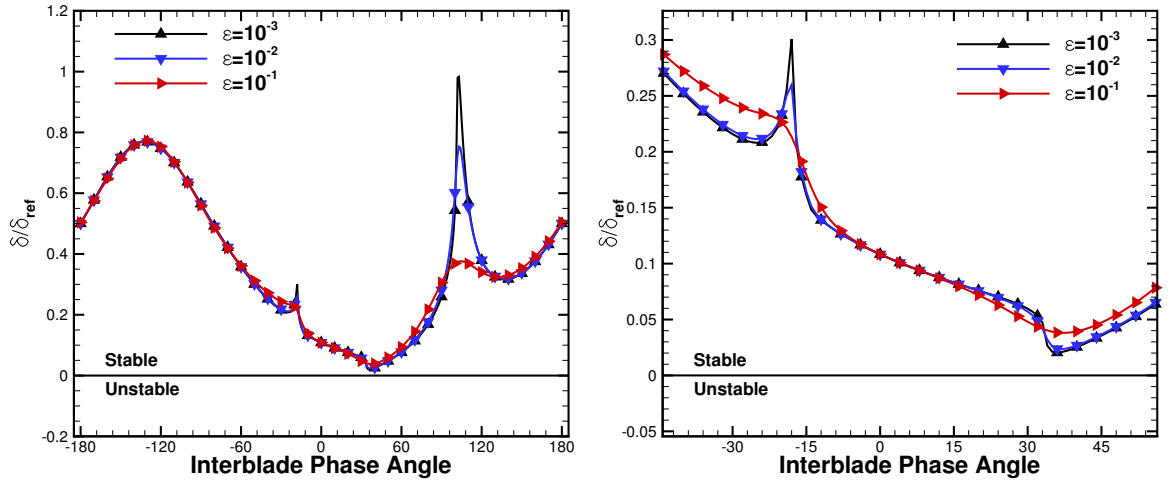 ε=10-3
ε=10-2
ε=10-1
1.2
1
0.8
0.6
0.4
0.2
0
-0.2
δ/δref
Stable
Unstable
-180 -120 -60 0 60 120 180
Interblade Phase Angle
ε=10-3
ε=10-2
ε=10-1
0.3
0.25
0.2
0.15
0.1
0.05
0
-0.05
δ/δref
Stable
Unstable
-30 -15 0 15 30 45
Interblade Phase Angle